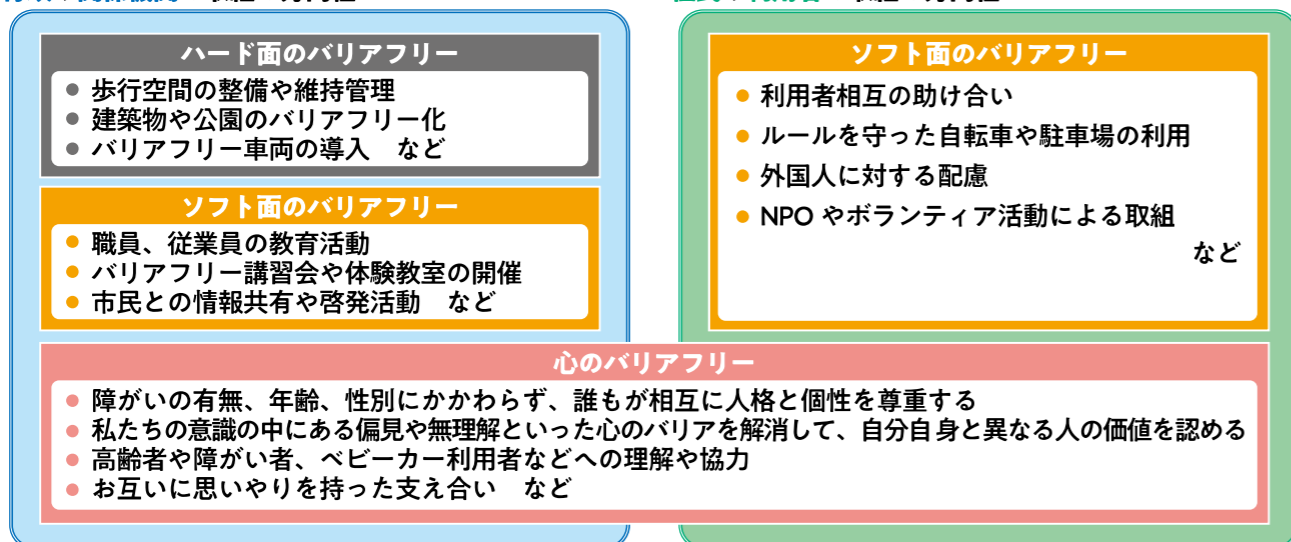 ハード面のバリアフリー
● 歩行空間の整備や維持管理
● 建築物や公園のバリアフリー化
● バリアフリー車両の導入　など
ソフト面のバリアフリー
● 職員、従業員の教育活動
● バリアフリー講習会や体験教室の開催
● 市民との情報共有や啓発活動　など
ソフト面のバリアフリー
● 利用者相互の助け合い
● ルールを守った自転車や駐車場の利用
● 外国人に対する配慮
● NPO やボランティア活動による取組
など
心のバリアフリー
● 障がいの有無、年齢、性別にかかわらず、誰もが相互に人格と個性を尊重する
● 私たちの意識の中にある偏見や無理解といった心のバリアを解消して、自分自身と異なる人の価値を認める
● 高齢者や障がい者、ベビーカー利用者などへの理解や協力
● お互いに思いやりを持った支え合い　など